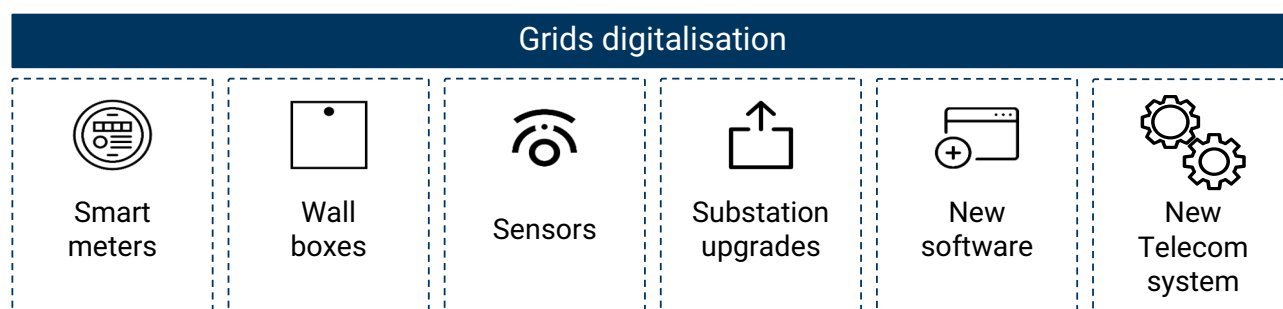 Grids digitalisation
Smart
meters
Wall
boxes
Sensors
Substation
upgrades
New
software
New
Telecom
system